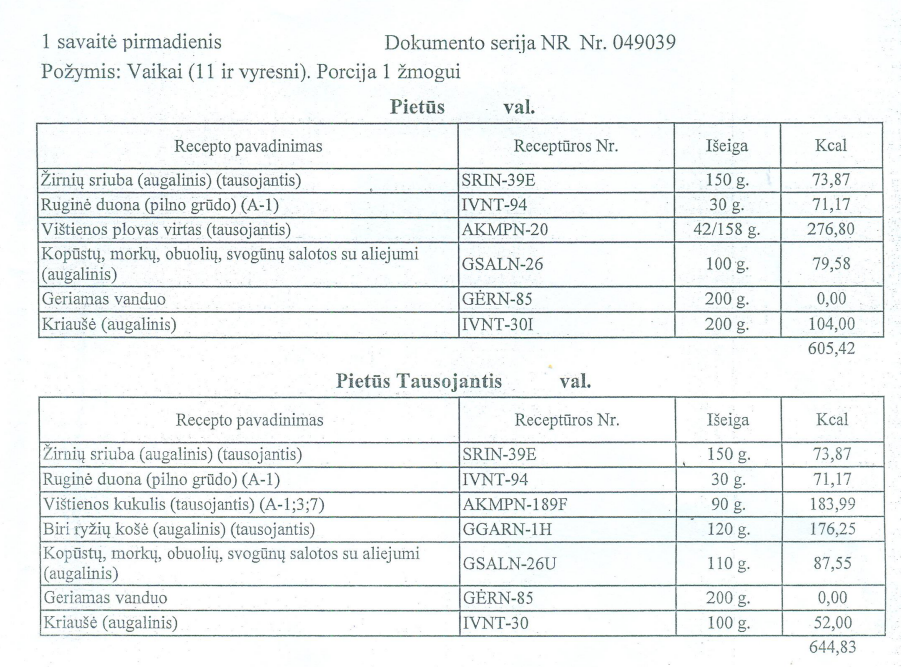 1 savaitė pirmadienis Dokumento serija NR Nr. 049039
Požymis: Vaikai (11 ir vyresni). Porcija 1 žmogui
Pietūs val.
Recepto pavadinimas Receptūros Nr. Išeiga Kcal
Žirnių sriuba (augalinis) (tausojantis) SRIN-39E 150 g. 73,87
Ruginė duona (pilno grūdo) (A-1) IVNT-94 30 g. 71,17
Vištienos plovas virtas (tausojantis) AKMPN-20 42/158 g. 276,80
Kopūstų, morkų, obuolių, svogūnų salotos su aliejumi
(augalinis) GSALN-26 100 g. 79,58
Geriamas vanduo GĖRN-85 200 g. 0,00
Kriaušė (augalinis) IVNT-30I 200 g. 104,00
605,42
Pietūs Tausojantis val.
Recepto pavadinimas Receptūros Nr. Išeiga Kcal
Žirnių sriuba (augalinis) (tausojantis) SRIN-39E 150 g. 73,87
Ruginė duona (pilno grūdo) (A-1) IVNT-94 30 g. 71,17
Vištienos kukulis (tausojantis) (A-1;3;7) AKMPN-189F 90 g. 183,99
Biri ryžių košė (augalinis) (tausojantis) GGARN-1H 120 g. 176,25
Kopūstų, morkų, obuolių, svogūnų salotos su aliejumi
(augalinis) GSALN-26U 110 g. 87,55
Geriamas vanduo GĖRN-85 200 g. 0,00
Kriaušė (augalinis) IVNT-30 100 g. 52,00
644,83